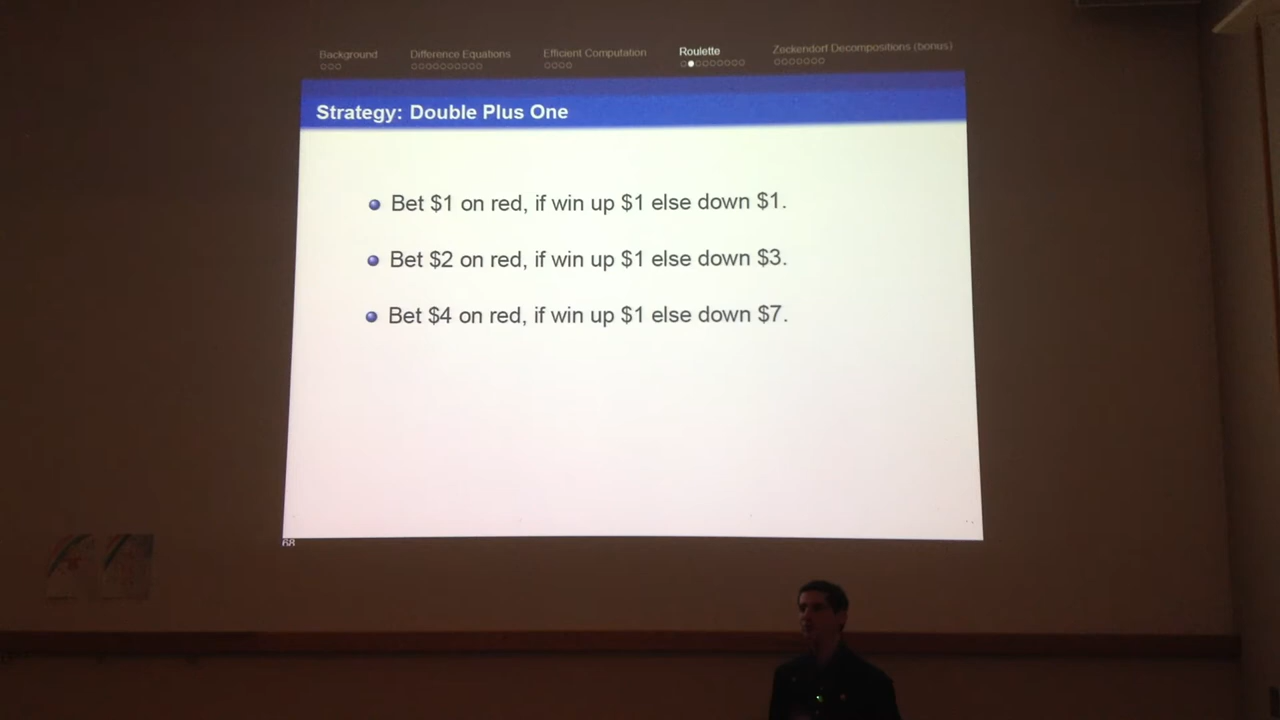 Background Difference Equations Efficient Computation Roulette Zeckendorf Decompositions (bonus)
Strategy: Double Plus One
Bet $1 on red, if win up $1 else down $1.
Bet $2 on red, if win up $1 else down $3.
Bet $4 on red, if win up $1 else down $7.
68